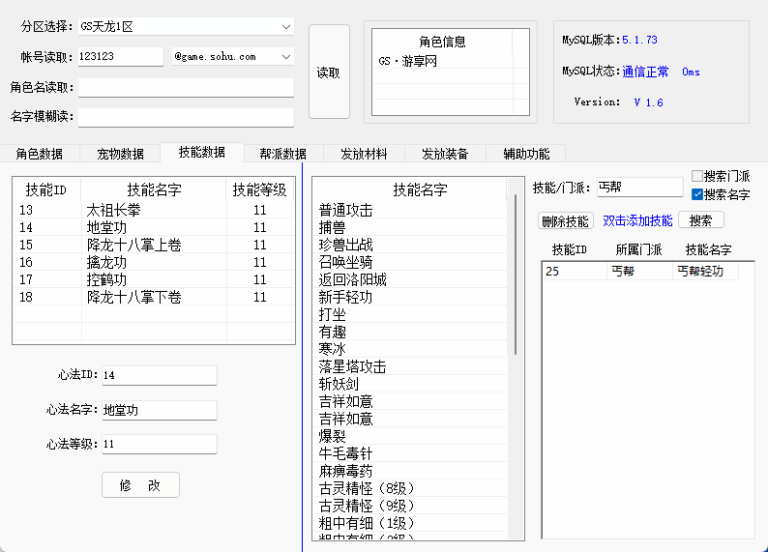 分区选择: GS天龙1区
帐号读取: 123123 @game.sohu.com
角色名读取:
名字模糊读:
读取
角色信息
GS·游享网
MySQL版本:5.1.73
MySQL状态:通信正常 0ms
Version: V 1.6
角色数据 宠物数据 技能数据 帮派数据 发放材料 发放装备 辅助功能
技能ID 技能名字 技能等级
13 太祖长拳 11
14 地堂功 11
15 降龙十八掌上卷 11
16 擒龙功 11
17 控鹤功 11
18 降龙十八掌下卷 11
心法ID: 14
心法名字: 地堂功
心法等级: 11
修 改
技能名字
普通攻击
捕兽
珍兽出战
召唤坐骑
返回洛阳城
新手轻功
打坐
有趣
寒冰
落星塔攻击
斩妖剑
吉祥如意
吉祥如意
爆裂
牛毛毒针
麻痹毒药
古灵精怪（8级）
古灵精怪（9级）
粗中有细（1级）
粗中有细（2级）
技能/门派: 丐帮
搜索门派
搜索名字
删除技能 双击添加技能 搜索
技能ID 所属门派 技能名字
25 丐帮 丐帮轻功